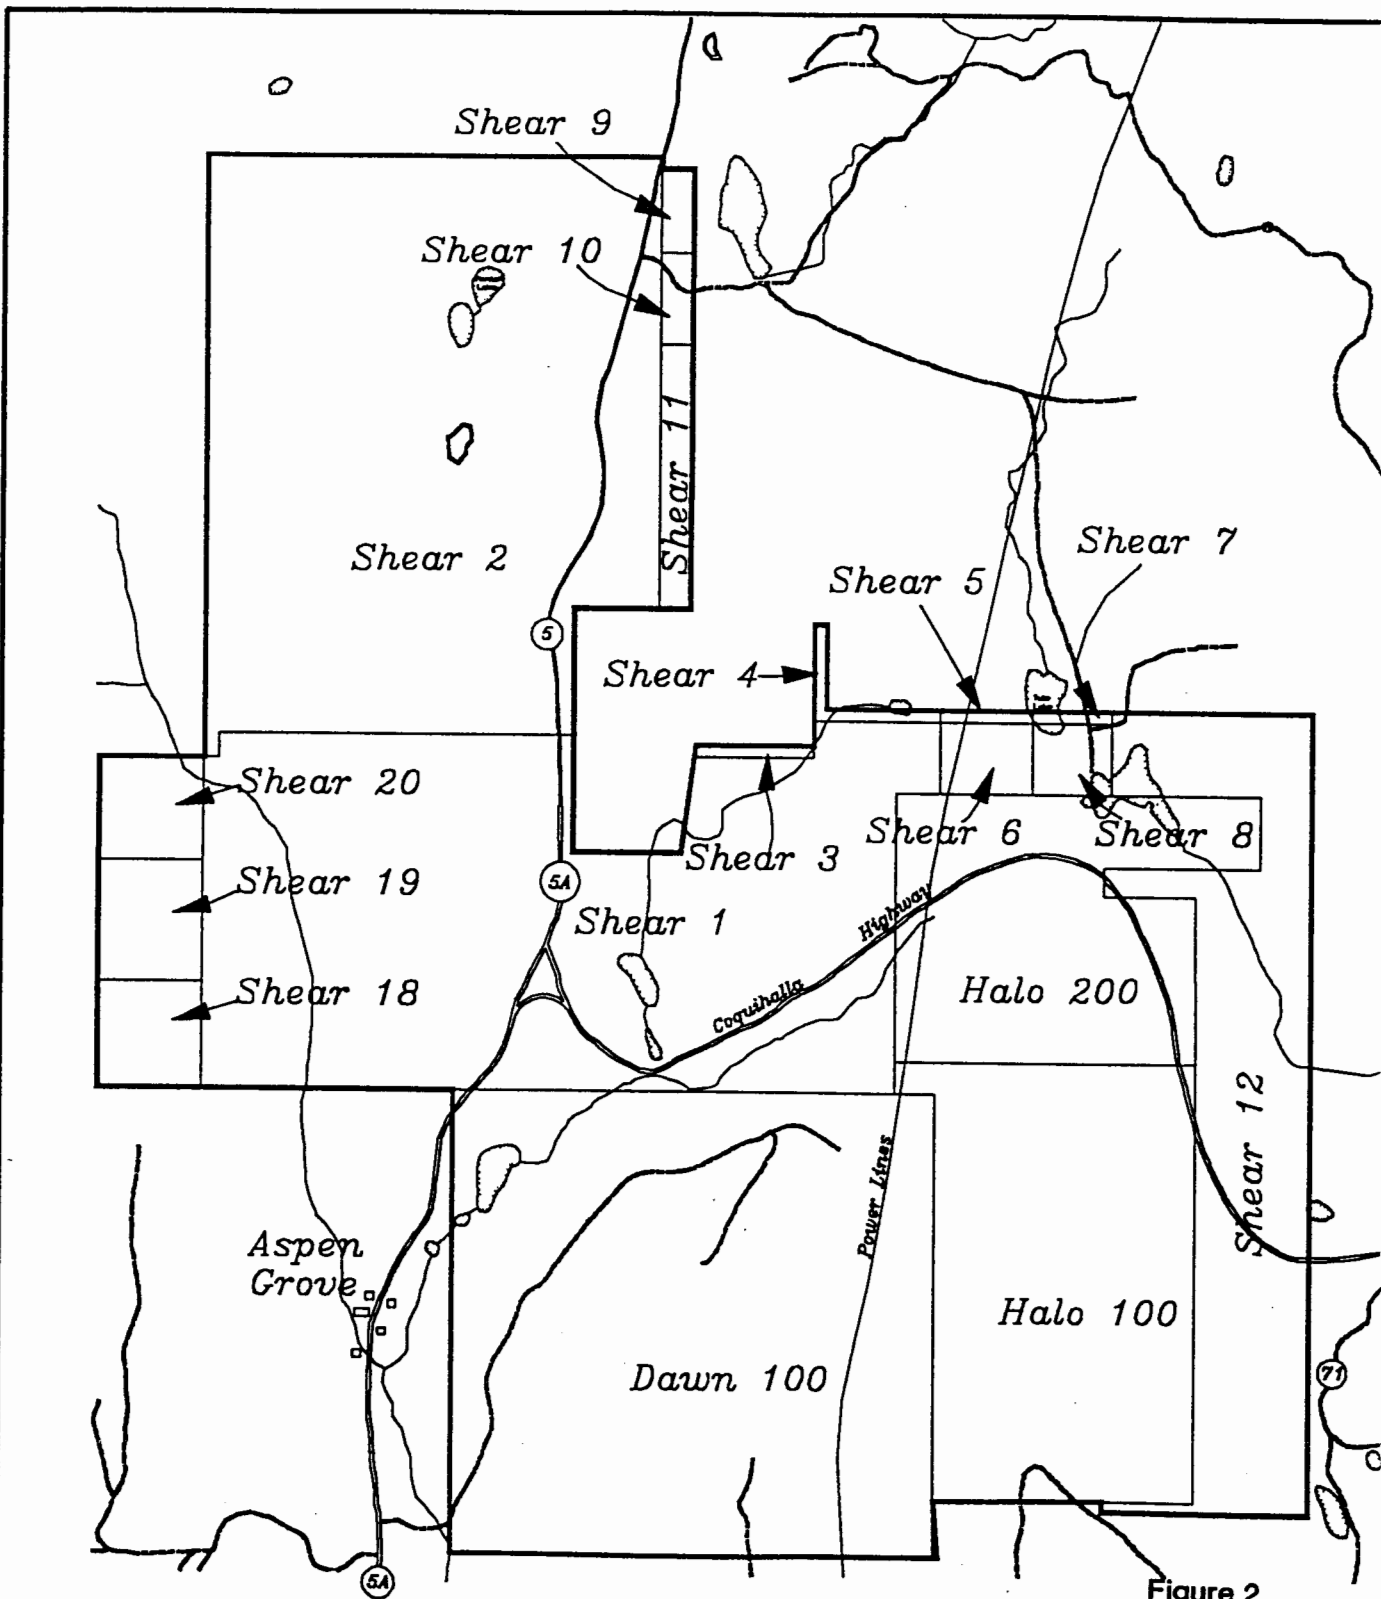 Shear 9
Shear 10
Shear 11
Shear 2
Shear 7
Shear 5
5
Shear 4
Shear 20
Shear 6
Shear 8
Shear 3
Shear 19
5A
Shear 1
Highway
Shear 18
Halo 200
Coquihalla
Shear 12
Power Lines
Aspen
Grove
Halo 100
Dawn 100
71
5A
Figure 2